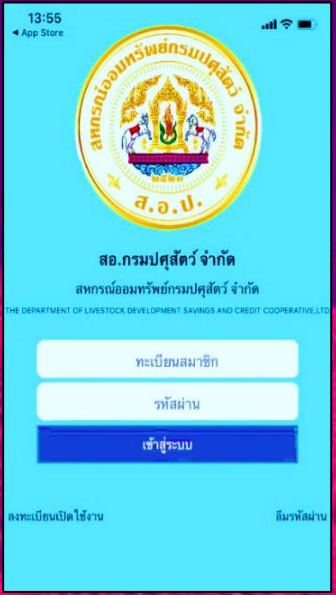 13:55
◀ App Store
สหกรณ์ออมทรัพย์กรมปศุสัตว์ จำกัด
๒๕๒๓
ส.อ.ป.
สอ.กรมปศุสัตว์ จำกัด
สหกรณ์ออมทรัพย์กรมปศุสัตว์ จำกัด
THE DEPARTMENT OF LIVESTOCK DEVELOPMENT SAVINGS AND CREDIT COOPERATIVE,LTD
ทะเบียนสมาชิก
รหัสผ่าน
เข้าสู่ระบบ
ลงทะเบียนเปิดใช้งาน ลืมรหัสผ่าน